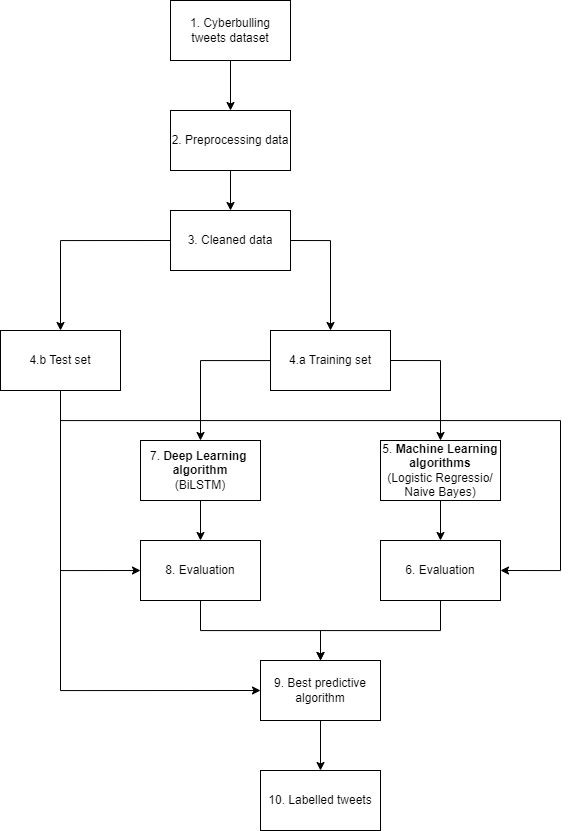 1. Cyberbulling
tweets dataset
2. Preprocessing data
3. Cleaned data
4.b Test set
4.a Training set
7. Deep Learning
algorithm
(BiLSTM)
5. Machine Learning
algorithms
(Logistic Regressio/
Naive Bayes)
8. Evaluation
6. Evaluation
9. Best predictive
algorithm
10. Labelled tweets